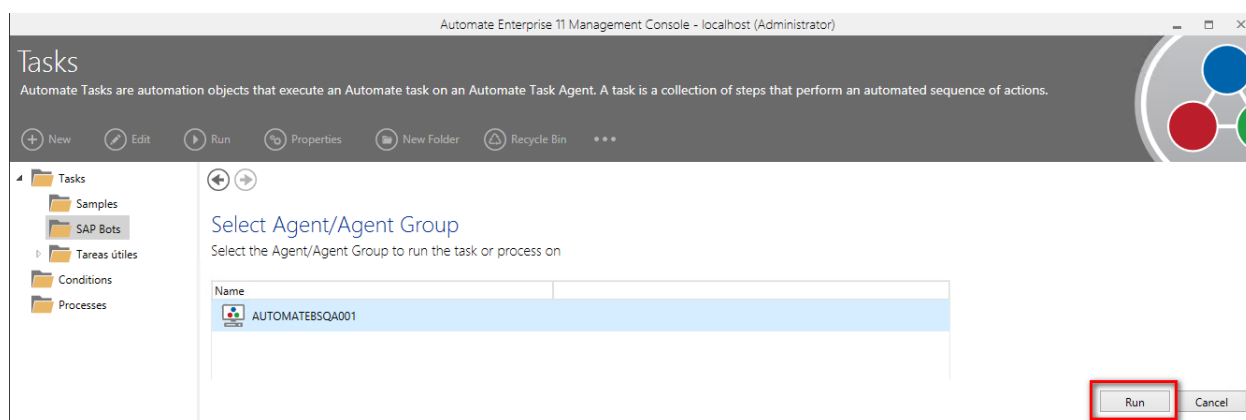 Automate Enterprise 11 Management Console - localhost (Administrator)
Tasks
Automate Tasks are automation objects that execute an Automate task on an Automate Task Agent. A task is a collection of steps that perform an automated sequence of actions.
New Edit Run Properties New Folder Recycle Bin
Tasks
Samples
SAP Bots
Tareas útiles
Conditions
Processes
Select Agent/Agent Group
Select the Agent/Agent Group to run the task or process on
Name
AUTOMATEBSQA001
Run Cancel